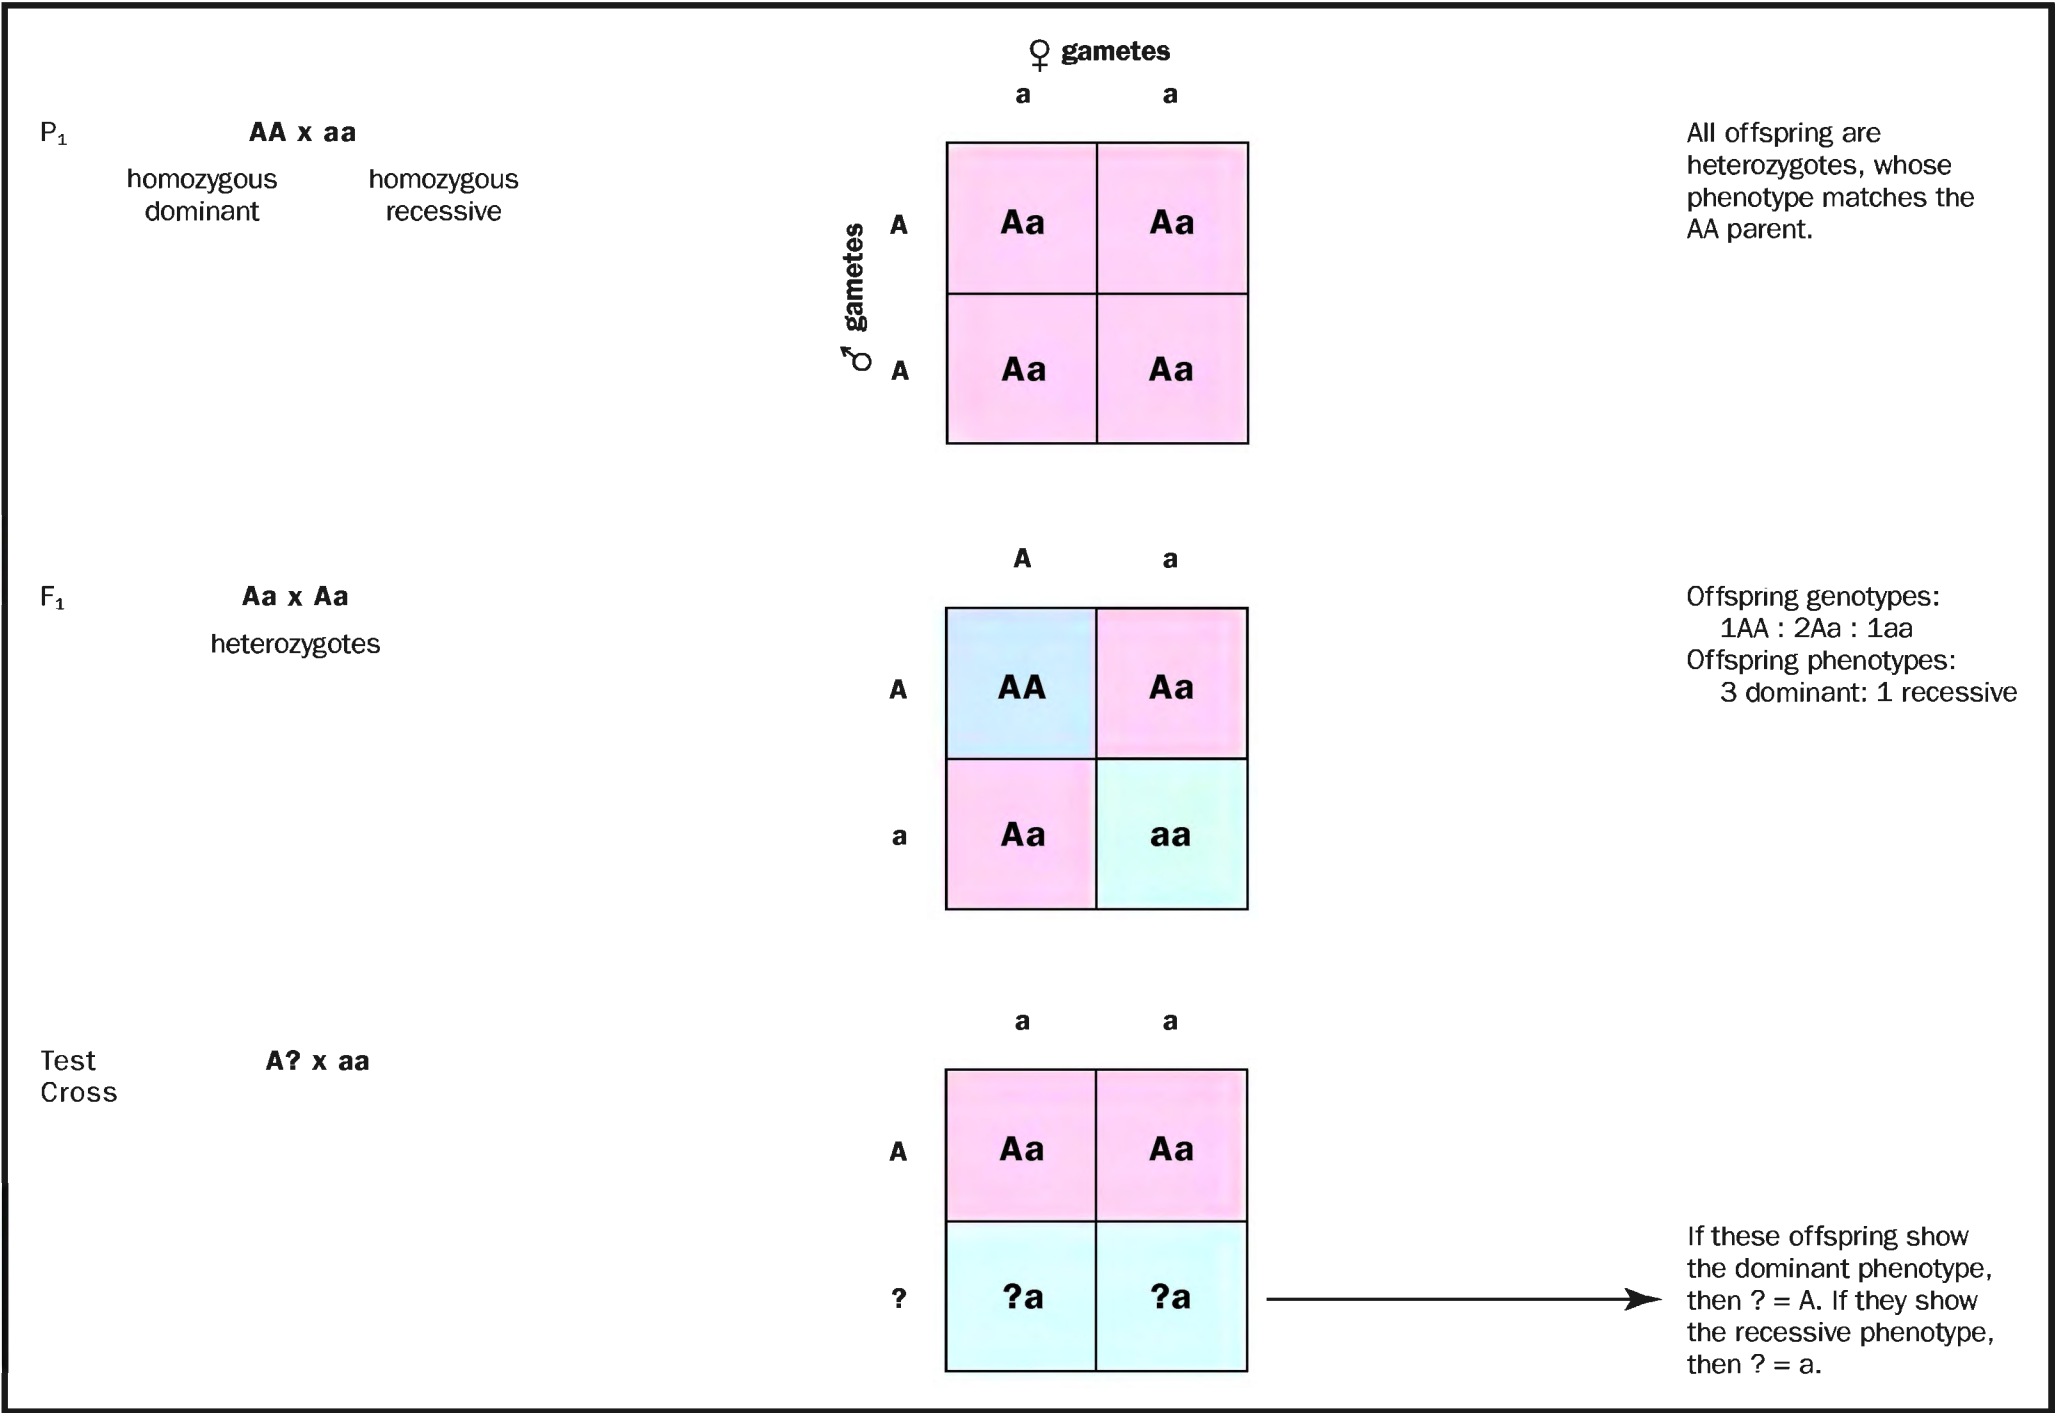 ♀ gametes
a a
P₁ AA x aa
homozygous dominant
homozygous recessive
♂ gametes
A Aa Aa
A Aa Aa
All offspring are
heterozygotes, whose
phenotype matches the
AA parent.
A a
F₁ Aa x Aa
heterozygotes
A AA Aa
a Aa aa
Offspring genotypes:
1AA : 2Aa : 1aa
Offspring phenotypes:
3 dominant: 1 recessive
a a
Test
Cross
A? x aa
A Aa Aa
? ?a ?a
If these offspring show
the dominant phenotype,
then ? = A. If they show
the recessive phenotype,
then ? = a.